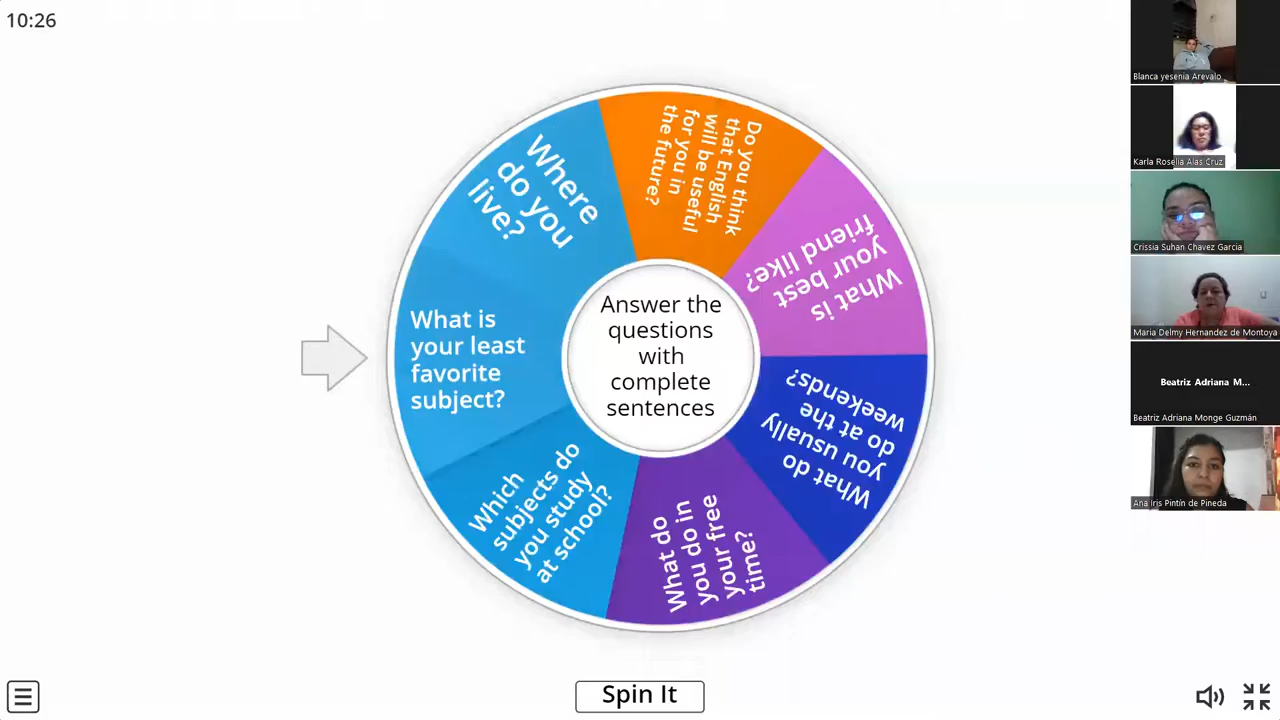 10:26
Where
do you
live?
Do you think
that English
will be useful
for you in
the future?
What is
your best
friend like?
What do
you usually
do at the
weekends?
What do
you do in
your free
time?
Which
subjects do
you study
at school?
What is
your least
favorite
subject?
Answer the
questions
with
complete
sentences
Spin It
Blanca yesenia Arevalo
Karla Roselia Alas Cruz
Crissia Suhan Chavez Garcia
Maria Delmy Hernandez de Montoya
Beatriz Adriana M...
Beatriz Adriana Monge Guzmán
Ana Iris Pintín de Pineda